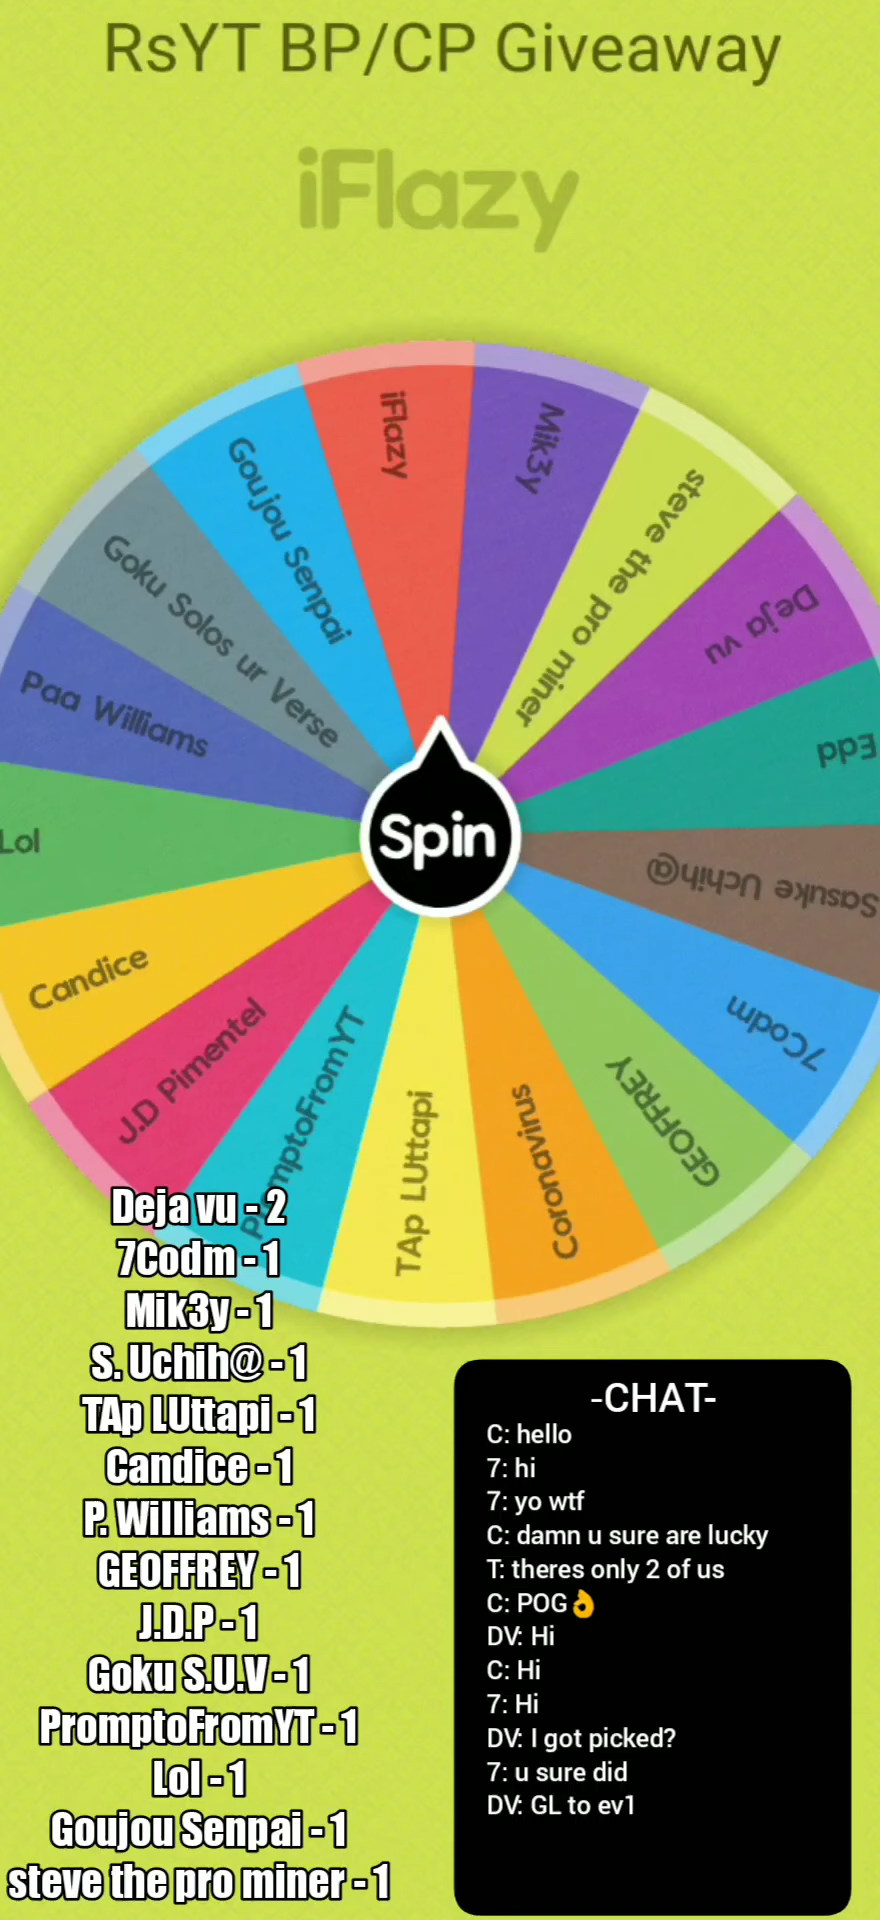 RsYT BP/CP Giveaway
iFlazy
iFlazy
Mik3y
steve the pro miner
Deja vu
Edd
Sasuke Uchih@
7Codm
GEOFFREY
Coronavirus
TAp LUttapi
PromptoFromYT
J.D Pimentel
Candice
Lol
Paa Williams
Goku Solos ur Verse
Goujou Senpai
Spin
Deja vu - 2
7Codm - 1
Mik3y - 1
S. Uchih@ - 1
TAp LUttapi - 1
Candice - 1
P. Williams - 1
GEOFFREY - 1
J.D.P - 1
Goku S.U.V - 1
PromptoFromYT - 1
Lol - 1
Goujou Senpai - 1
steve the pro miner - 1
-CHAT-
C: hello
7: hi
7: yo wtf
C: damn u sure are lucky
T: theres only 2 of us
C: POG👌
DV: Hi
C: Hi
7: Hi
DV: I got picked?
7: u sure did
DV: GL to ev1